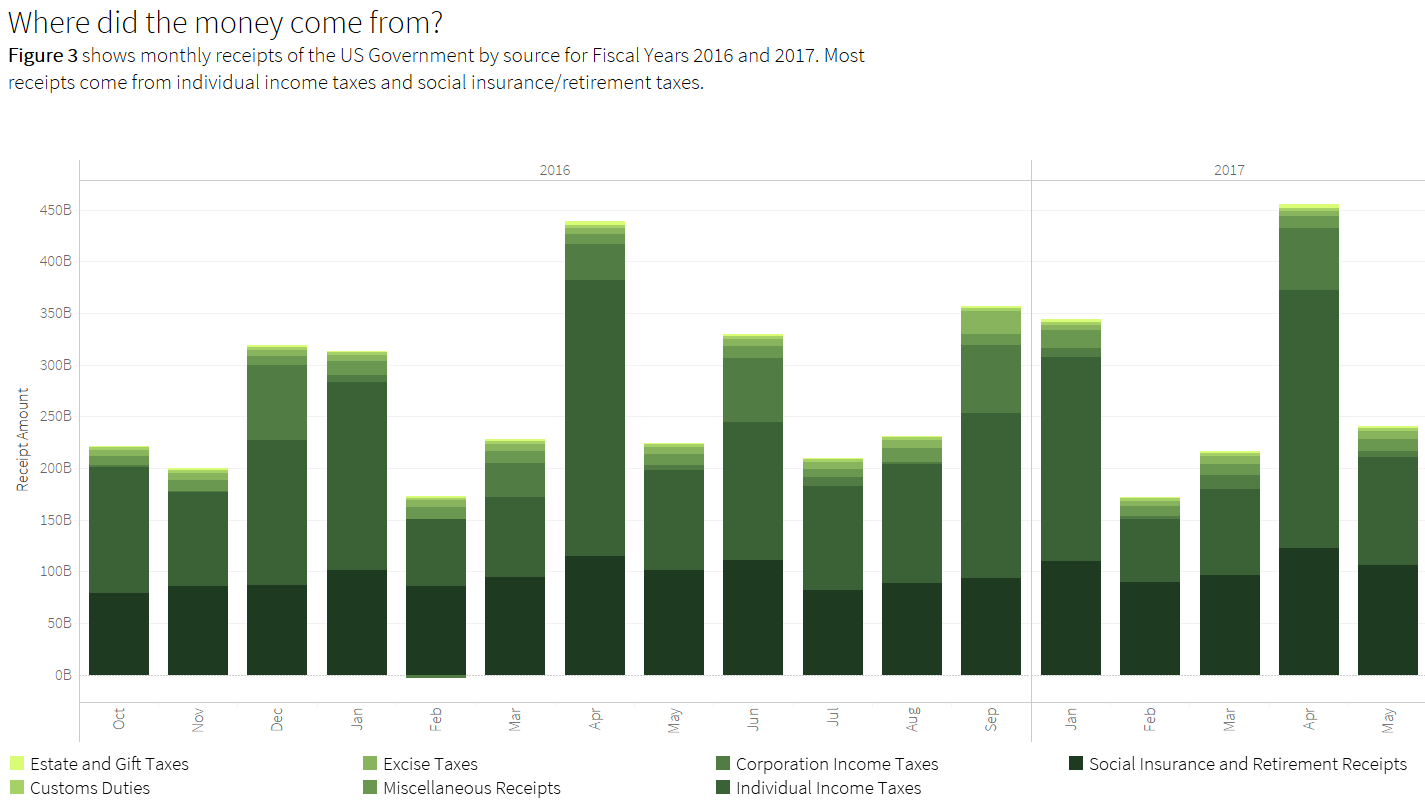 Where did the money come from?
Figure 3 shows monthly receipts of the US Government by source for Fiscal Years 2016 and 2017. Most
receipts come from individual income taxes and social insurance/retirement taxes.
2016
2017
450B
400B
350B
300B
250B
200B
150B
100B
50B
0B
Receipt Amount
Oct
Nov
Dec
Jan
Feb
Mar
Apr
May
Jun
Jul
Aug
Sep
Jan
Feb
Mar
Apr
May
Estate and Gift Taxes
Excise Taxes
Corporation Income Taxes
Social Insurance and Retirement Receipts
Customs Duties
Miscellaneous Receipts
Individual Income Taxes